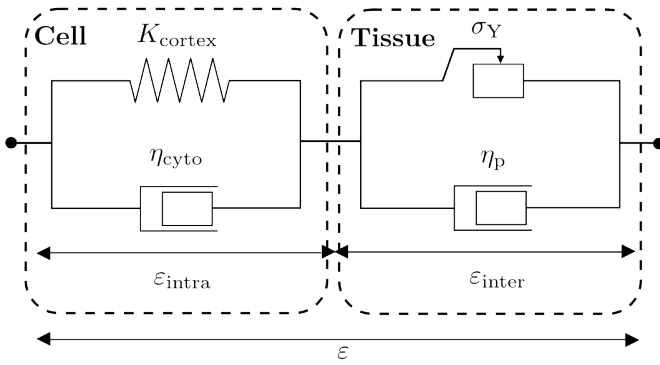 Cell
K_cortex
Tissue
σ_Y
η_cyto
η_p
ε_intra
ε_inter
ε